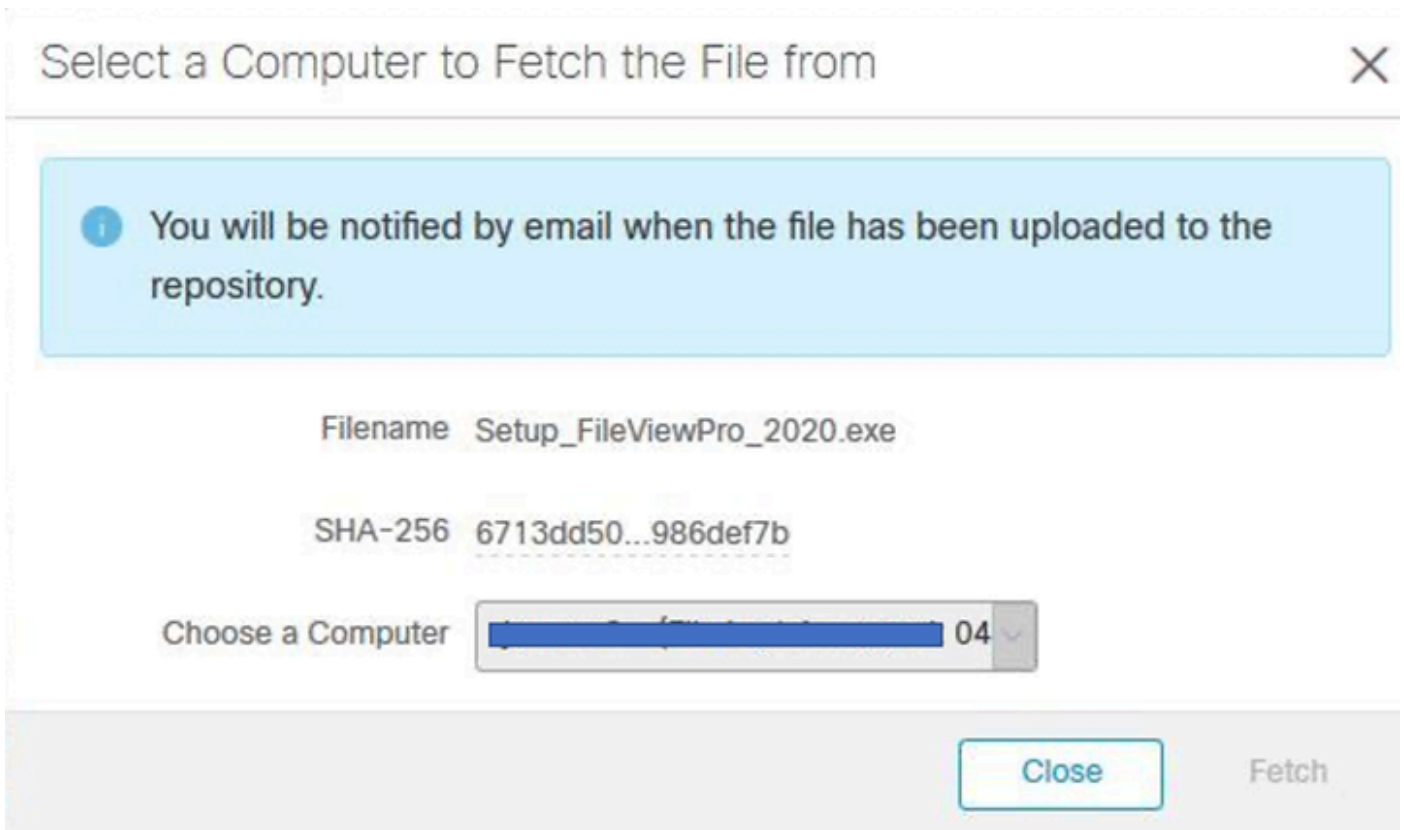 Select a Computer to Fetch the File from
You will be notified by email when the file has been uploaded to the
repository.
Filename Setup_FileViewPro_2020.exe
SHA-256 6713dd50...986def7b
Choose a Computer 04
Close Fetch